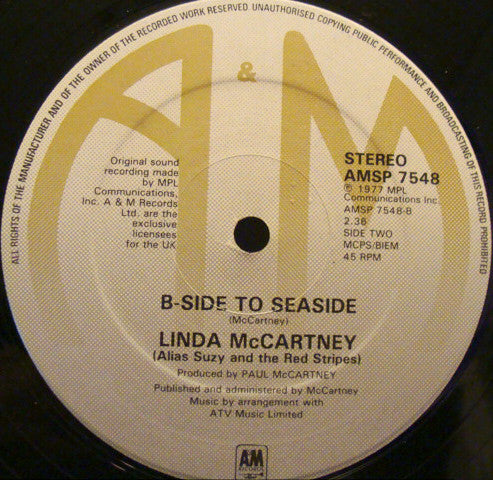 ALL RIGHTS OF THE MANUFACTURER AND OF THE OWNER OF THE RECORDED WORK RESERVED UNAUTHORISED COPYING PUBLIC PERFORMANCE AND BROADCASTING OF THIS RECORD PROHIBITED
A & M
Original sound
recording made
by MPL
Communications,
Inc. A & M Records
Ltd. are the
exclusive
licensees
for the UK
STEREO
AMSP 7548
℗ 1977 MPL
Communications Inc.
AMSP 7548-B
2.36
SIDE TWO
MCPS/BIEM
45 RPM
B-SIDE TO SEASIDE
(McCartney)
LINDA McCARTNEY
(Alias Suzy and the Red Stripes)
Produced by PAUL McCARTNEY
Published and administered by McCartney
Music by arrangement with
ATV Music Limited
AM
RECORDS